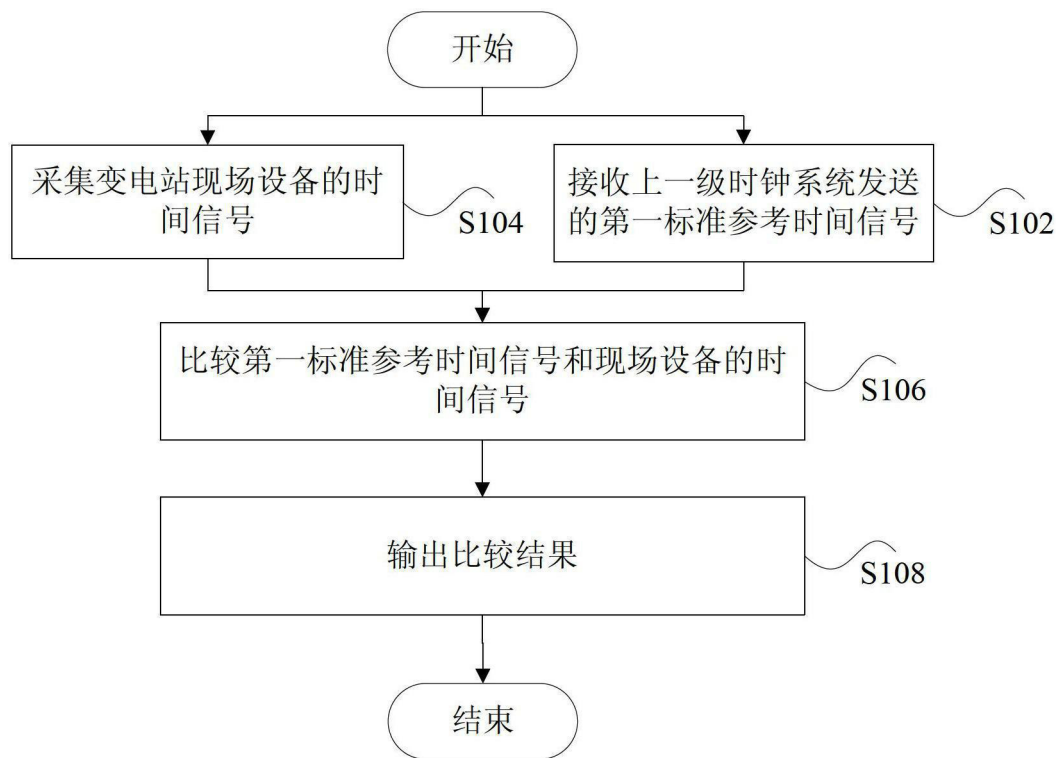 开始
采集变电站现场设备的时
间信号
S104
接收上一级时钟系统发送
的第一标准参考时间信号
S102
比较第一标准参考时间信号和现场设备的时
间信号
S106
输出比较结果
S108
结束